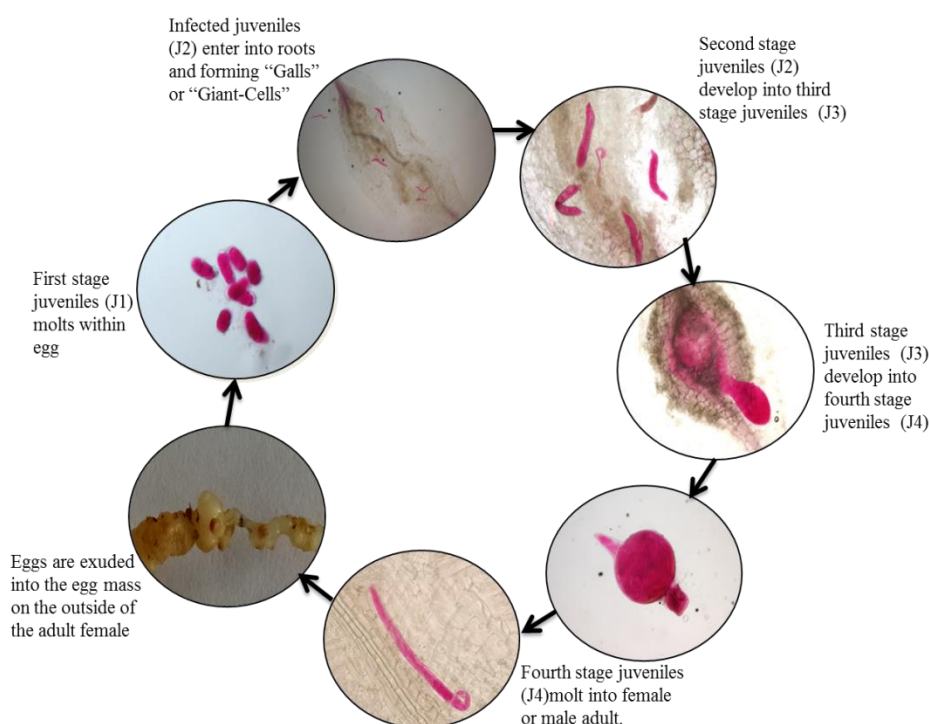 Infected juveniles
(J2) enter into roots
and forming “Galls”
or “Giant-Cells”
Second stage
juveniles (J2)
develop into third
stage juveniles (J3)
Third stage
juveniles (J3)
develop into
fourth stage
juveniles (J4)
Fourth stage juveniles
(J4)molt into female
or male adult.
Eggs are exuded
into the egg mass
on the outside of
the adult female
First stage
juveniles (J1)
molts within
egg